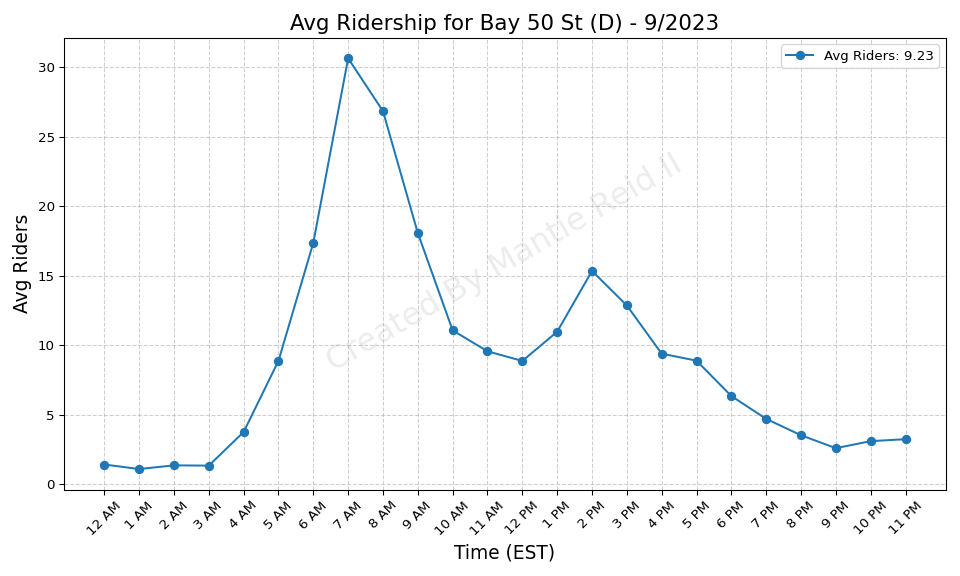 Avg Ridership for Bay 50 St (D) - 9/2023
Avg Riders: 9.23
30
25
20
15
10
5
0
Avg Riders
Created By Mantie Reid II
12 AM
1 AM
2 AM
3 AM
4 AM
5 AM
6 AM
7 AM
8 AM
9 AM
10 AM
11 AM
12 PM
1 PM
2 PM
3 PM
4 PM
5 PM
6 PM
7 PM
8 PM
9 PM
10 PM
11 PM
Time (EST)